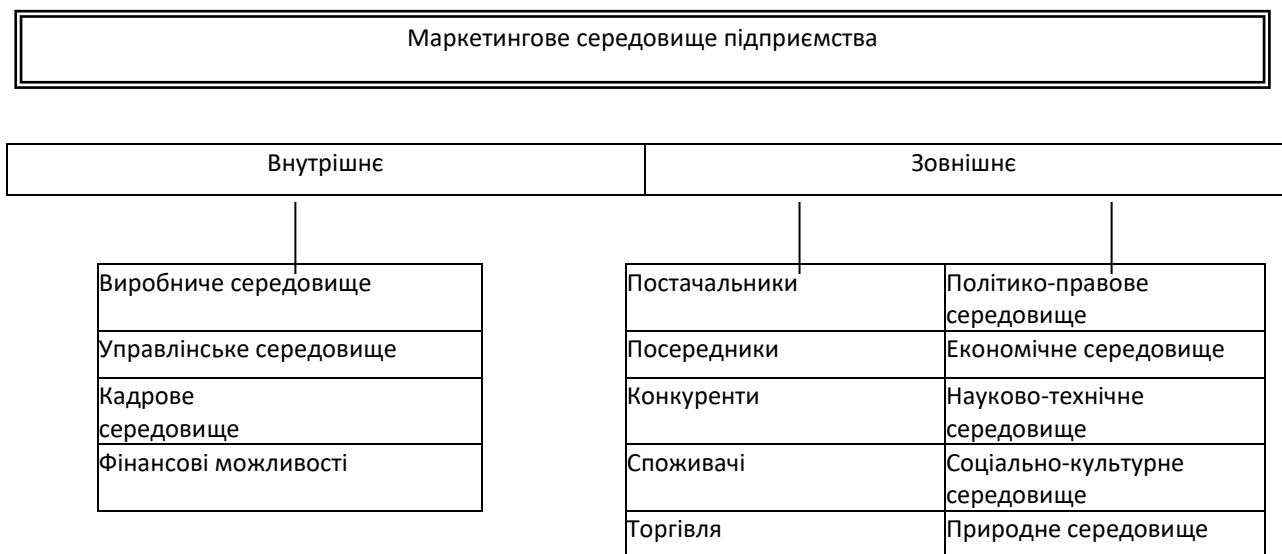 Маркетингове середовище підприємства
Внутрішнє
Зовнішнє
Виробниче середовище
Управлінське середовище
Кадрове
середовище
Фінансові можливості
Постачальники
Політико-правове
середовище
Посередники
Економічне середовище
Конкуренти
Науково-технічне
середовище
Споживачі
Соціально-культурне
середовище
Торгівля
Природне середовище